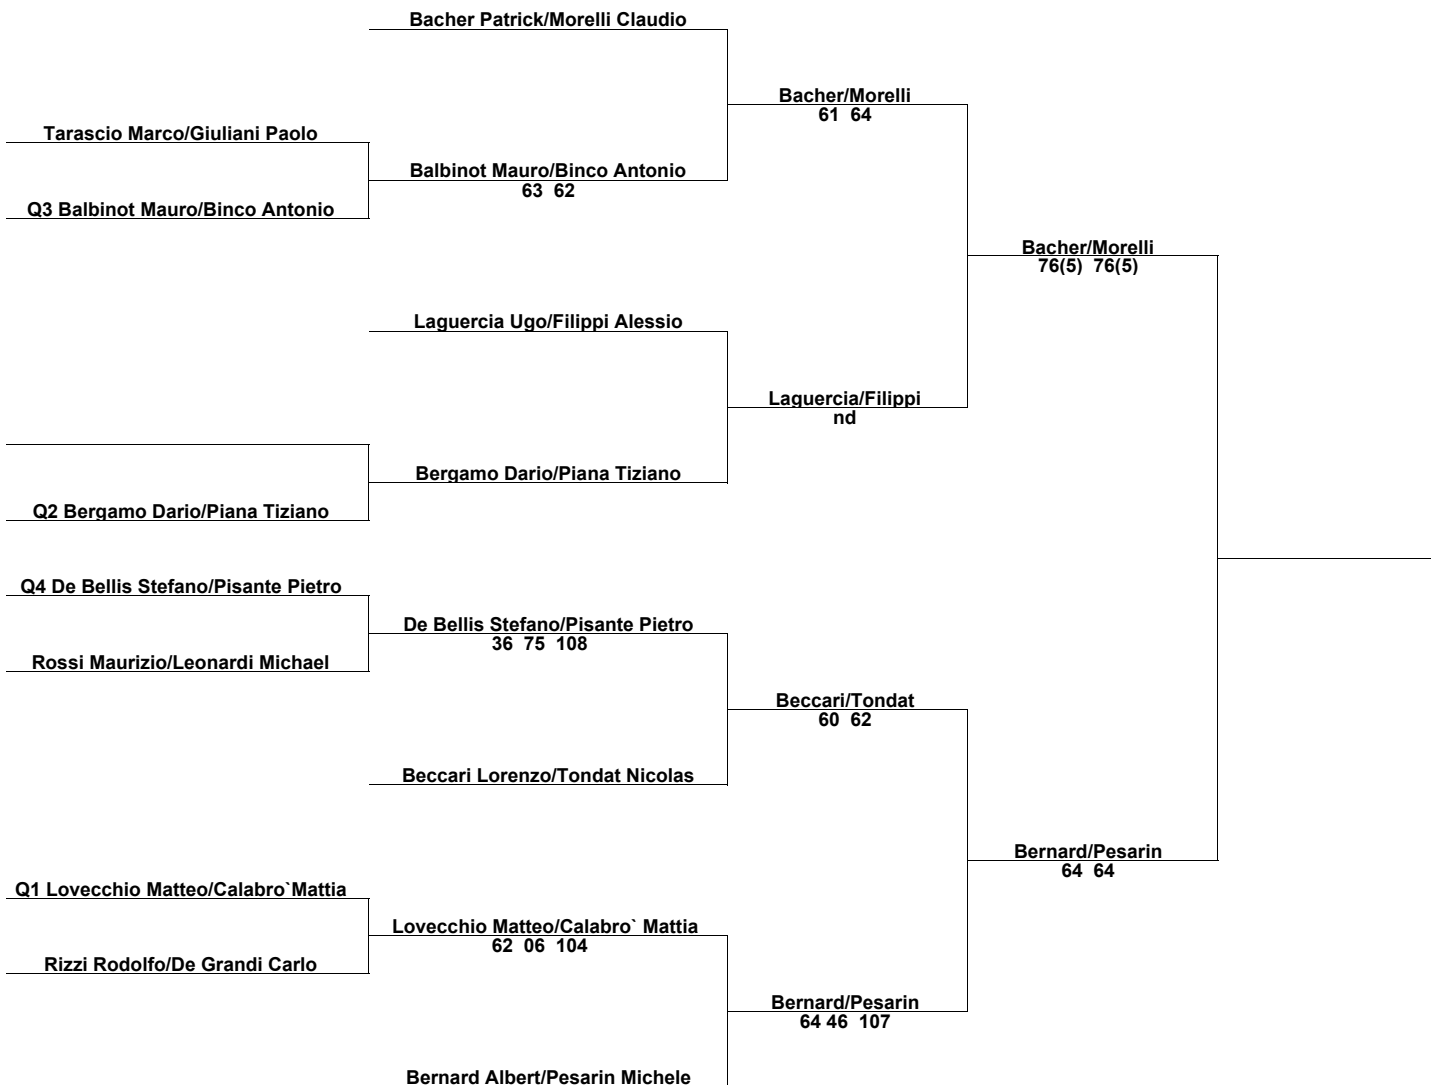 Bacher Patrick/Morelli Claudio
Bacher/Morelli
61 64
Tarascio Marco/Giuliani Paolo
Balbinot Mauro/Binco Antonio
63 62
Q3 Balbinot Mauro/Binco Antonio
Bacher/Morelli
76(5) 76(5)
Laguercia Ugo/Filippi Alessio
Laguercia/Filippi
nd
Bergamo Dario/Piana Tiziano
Q2 Bergamo Dario/Piana Tiziano
Q4 De Bellis Stefano/Pisante Pietro
De Bellis Stefano/Pisante Pietro
36 75 108
Rossi Maurizio/Leonardi Michael
Beccari/Tondat
60 62
Beccari Lorenzo/Tondat Nicolas
Bernard/Pesarin
64 64
Q1 Lovecchio Matteo/Calabro`Mattia
Lovecchio Matteo/Calabro` Mattia
62 06 104
Rizzi Rodolfo/De Grandi Carlo
Bernard/Pesarin
64 46 107
Bernard Albert/Pesarin Michele